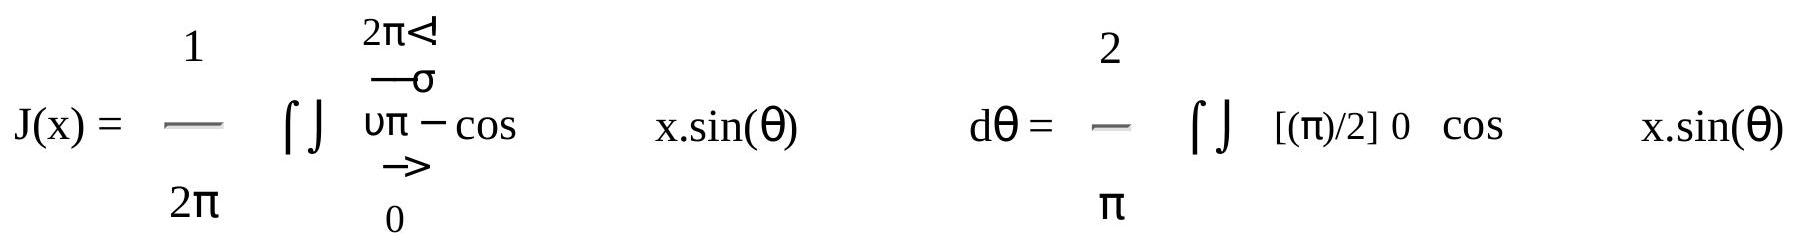 J(x) = 1/2π ⌠⌡ 0 2π cos x.sin(θ) dθ = 2/π ⌠⌡ [(π)/2] 0 cos x.sin(θ)